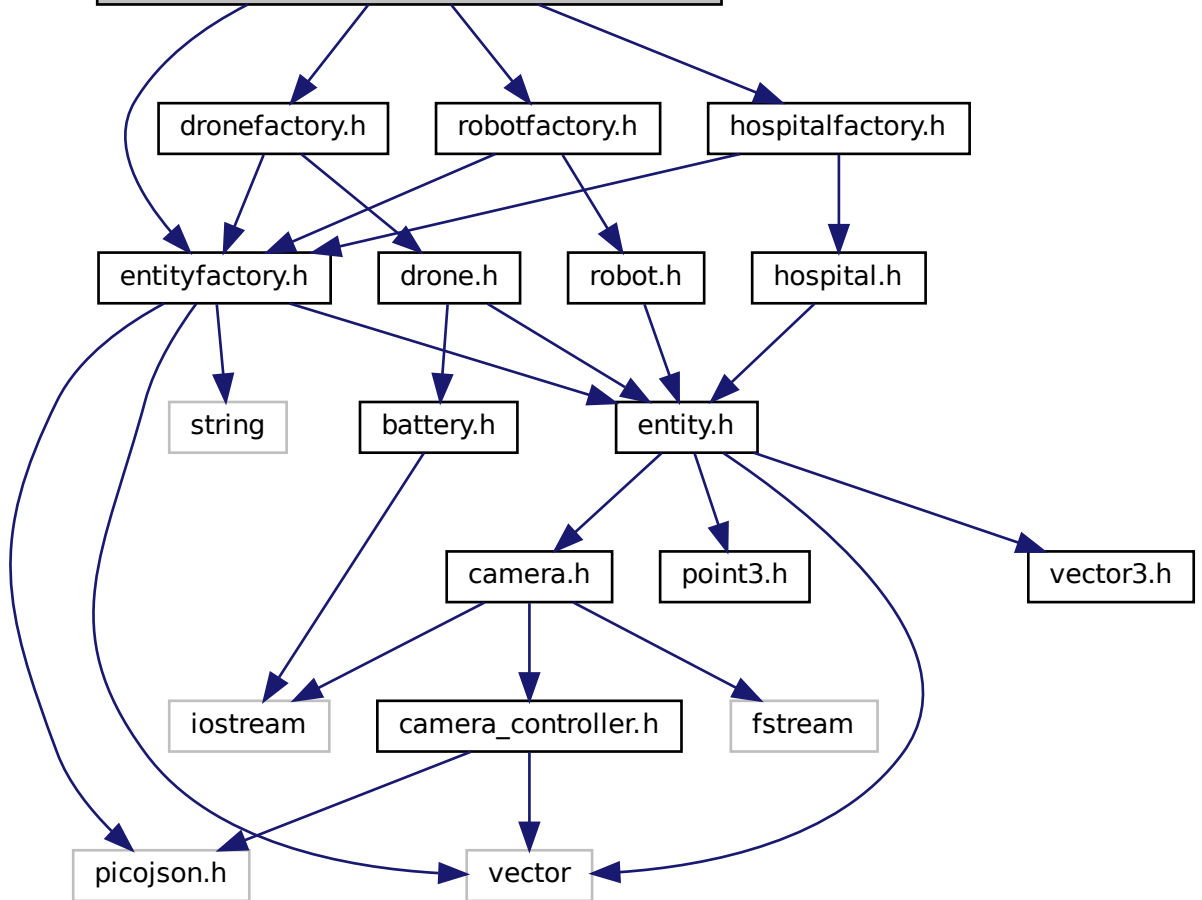 dronefactory.h
robotfactory.h
hospitalfactory.h
entityfactory.h
drone.h
robot.h
hospital.h
string
battery.h
entity.h
camera.h
point3.h
vector3.h
iostream
camera_controller.h
fstream
picojson.h
vector